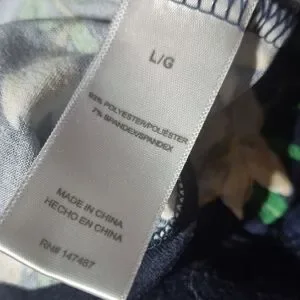 L/G
93% POLYESTER/POLIÉSTER
7% SPANDEX/SPANDEX
MADE IN CHINA
HECHO EN CHINA
RN# 147487